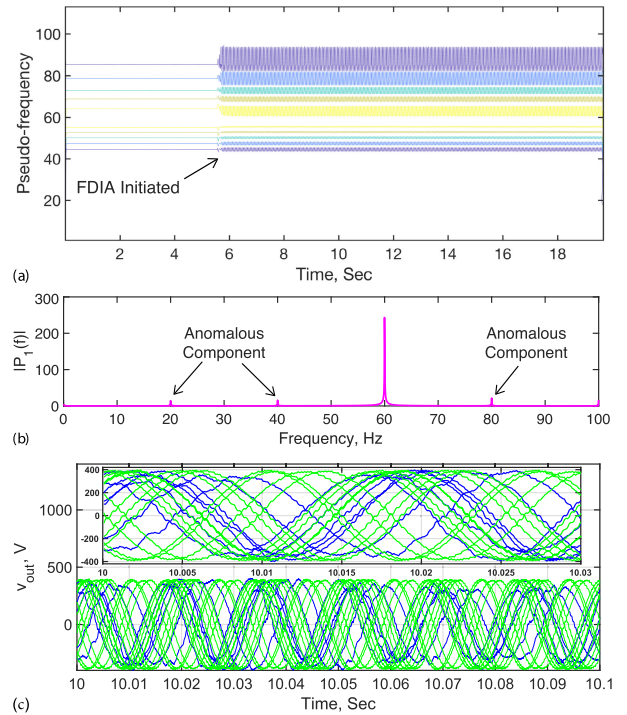 100
80
60
40
20
Pseudo-frequency
FDIA Initiated
2 4 6 8 10 12 14 16 18
Time, Sec
(a)
300
200
100
0
|P1(f)|
Anomalous
Component
Anomalous
Component
0 10 20 30 40 50 60 70 80 90 100
Frequency, Hz
(b)
400
200
0
-200
-400
10 10.005 10.01 10.015 10.02 10.025 10.03
1000
500
0
vout, V
10 10.01 10.02 10.03 10.04 10.05 10.06 10.07 10.08 10.09 10.1
Time, Sec
(c)